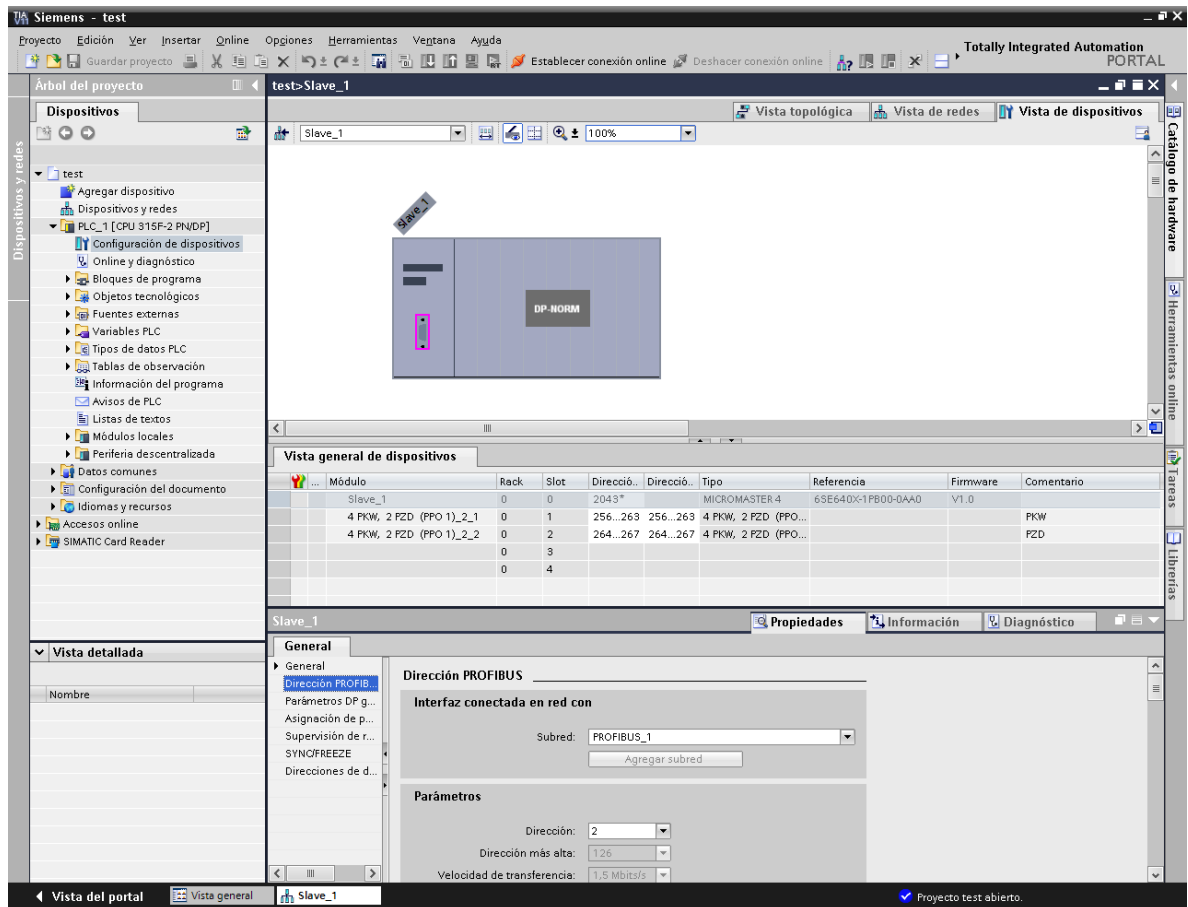 Siemens - test
Proyecto Edición Ver Insertar Online Opciones Herramientas Ventana Ayuda
Totally Integrated Automation
PORTAL
Guardar proyecto
Establecer conexión online
Deshacer conexión online
Árbol del proyecto
test>Slave_1
Dispositivos
Vista topológica
Vista de redes
Vista de dispositivos
Slave_1
100%
Dispositivos y redes
test
Agregar dispositivo
Dispositivos y redes
PLC_1 [CPU 315F-2 PN/DP]
Configuración de dispositivos
Online y diagnóstico
Bloques de programa
Objetos tecnológicos
Fuentes externas
Variables PLC
Tipos de datos PLC
Tablas de observación
Información del programa
Avisos de PLC
Listas de textos
Módulos locales
Periferia descentralizada
Datos comunes
Configuración del documento
Idiomas y recursos
Accesos online
SIMATIC Card Reader
Slave_1
DP-NORM
Catálogo de hardware
Herramientas online
Tareas
Librerías
Vista general de dispositivos
... Módulo Rack Slot Direcció.. Direcció.. Tipo Referencia Firmware Comentario
Slave_1 0 0 2043* MICROMASTER 4 6SE640X-1PB00-0AA0 V1.0
4 PKW, 2 PZD (PPO 1)_2_1 0 1 256...263 256...263 4 PKW, 2 PZD (PPO... PKW
4 PKW, 2 PZD (PPO 1)_2_2 0 2 264...267 264...267 4 PKW, 2 PZD (PPO... PZD
0 3
0 4
Slave_1
Propiedades
Información
Diagnóstico
Vista detallada
Nombre
General
General
Dirección PROFIB...
Parámetros DP g...
Asignación de p...
Supervisión de r...
SYNC/FREEZE
Direcciones de d...
Dirección PROFIBUS
Interfaz conectada en red con
Subred: PROFIBUS_1
Agregar subred
Parámetros
Dirección: 2
Dirección más alta: 126
Velocidad de transferencia: 1,5 Mbits/s
Vista del portal
Vista general
Slave_1
Proyecto test abierto.